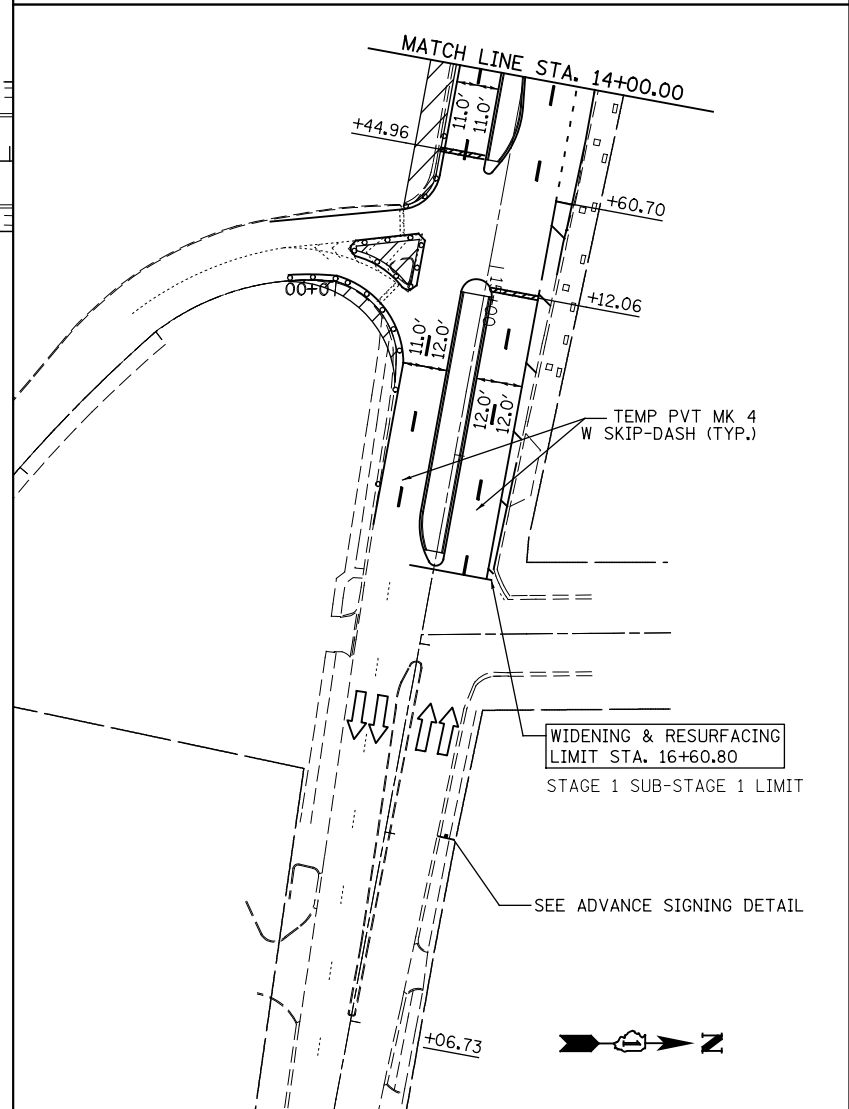 MATCH LINE STA. 14+00.00
11.0'
11.0'
+44.96
+60.70
00+0
+12.06
11.0'
12.0'
12.0'
12.0'
TEMP PVT MK 4
W SKIP-DASH (TYP.)
WIDENING & RESURFACING
LIMIT STA. 16+60.80
STAGE 1 SUB-STAGE 1 LIMIT
SEE ADVANCE SIGNING DETAIL
+06.73
N